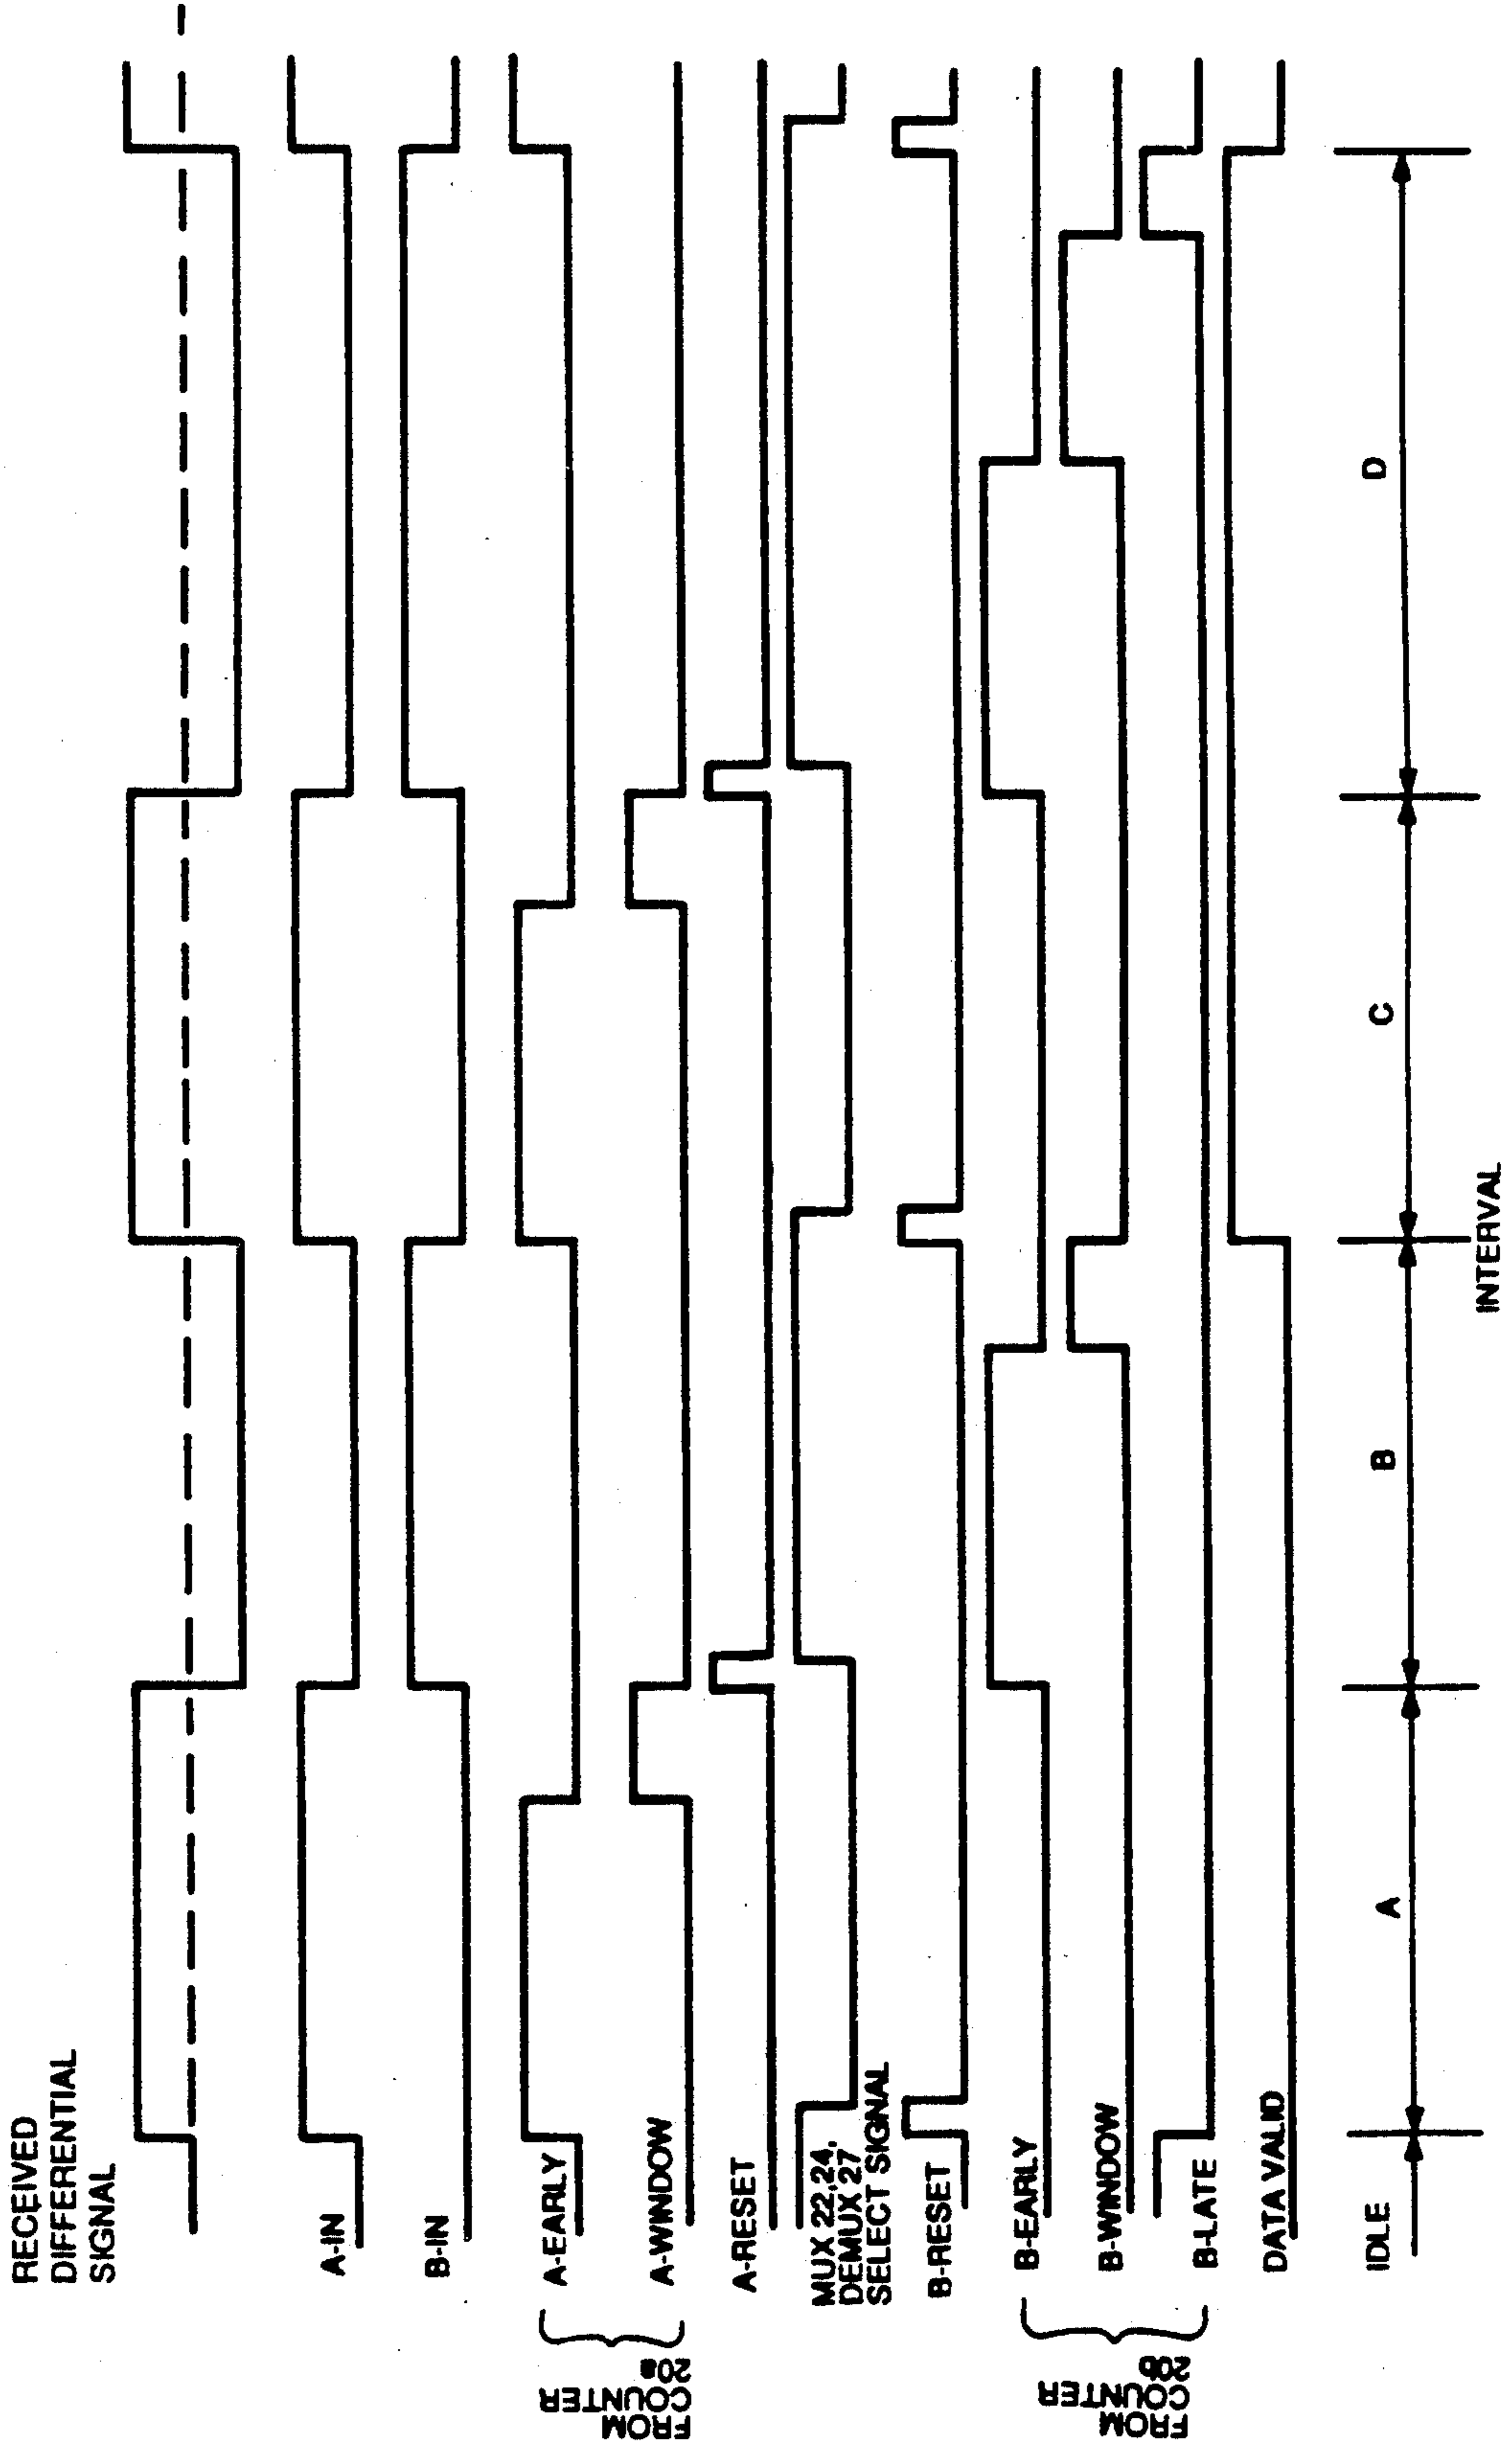 RECEIVED
DIFFERENTIAL
SIGNAL
A-IN
B-IN
FROM
COUNTER
20a
A-EARLY
A-WINDOW
A-RESET
MUX 22,24,
DEMUX 27
SELECT SIGNAL
B-RESET
FROM
COUNTER
20b
B-EARLY
B-WINDOW
B-LATE
DATA VALID
IDLE
A
B
C
D
INTERVAL